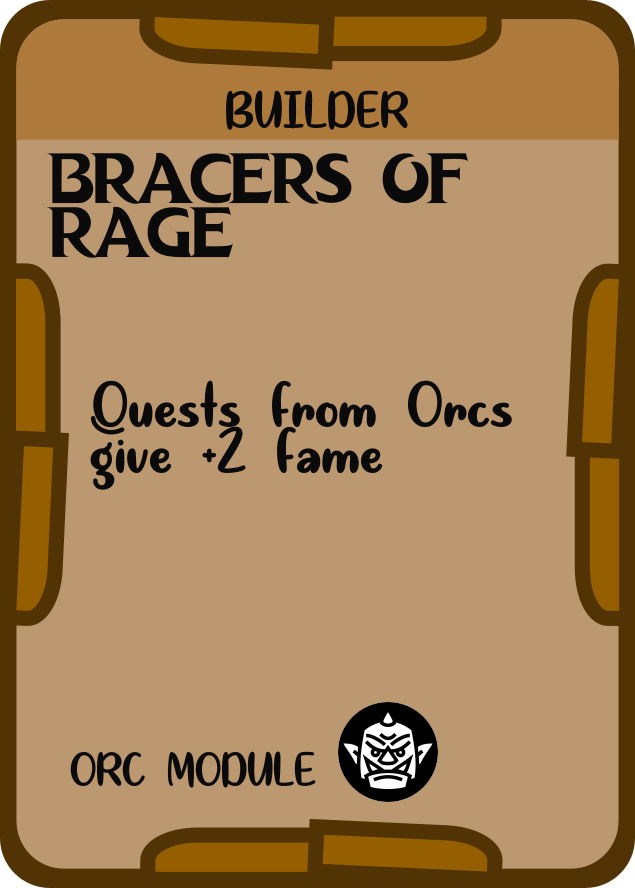 BUILDER
BRACERS OF
RAGE
Quests from Orcs
give +2 fame
ORC MODULE